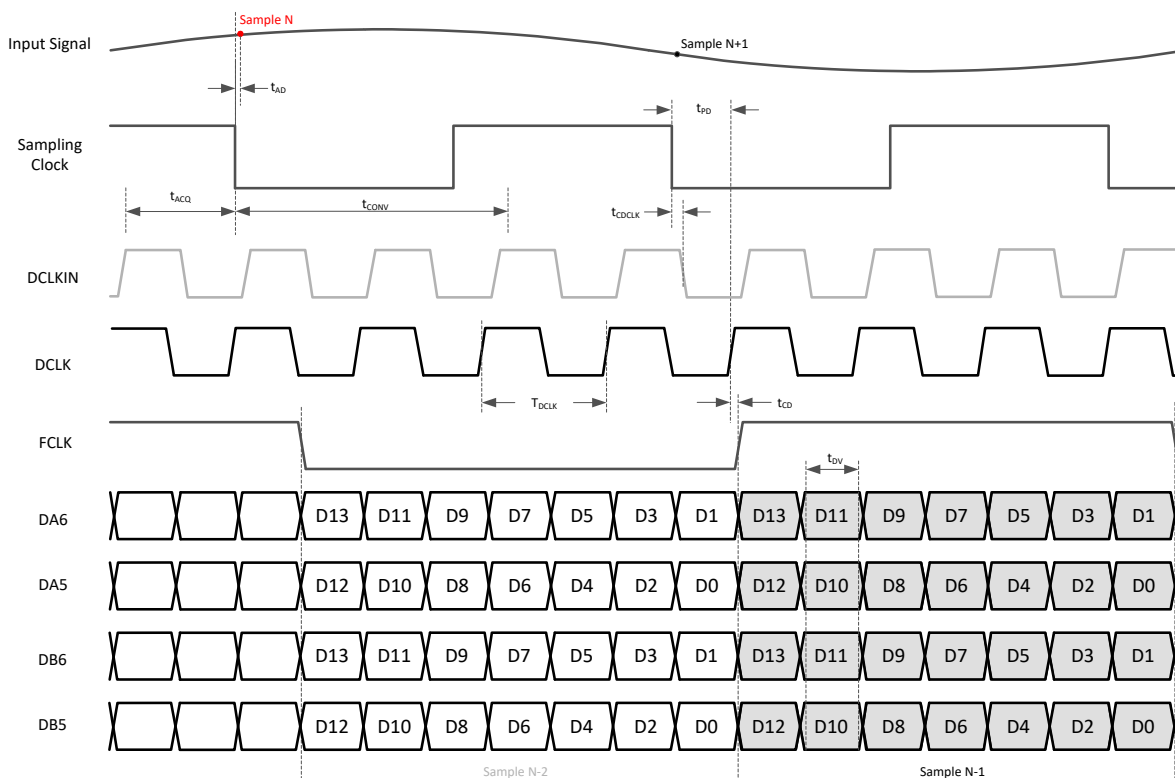 Sample N
Input Signal
Sample N+1
tAD
tPD
Sampling
Clock
tACQ
tCONV
tCDCLK
DCLKIN
DCLK
TDCLK
tCD
FCLK
tDV
DA6 D13 D11 D9 D7 D5 D3 D1 D13 D11 D9 D7 D5 D3 D1
DA5 D12 D10 D8 D6 D4 D2 D0 D12 D10 D8 D6 D4 D2 D0
DB6 D13 D11 D9 D7 D5 D3 D1 D13 D11 D9 D7 D5 D3 D1
DB5 D12 D10 D8 D6 D4 D2 D0 D12 D10 D8 D6 D4 D2 D0
Sample N-2 Sample N-1